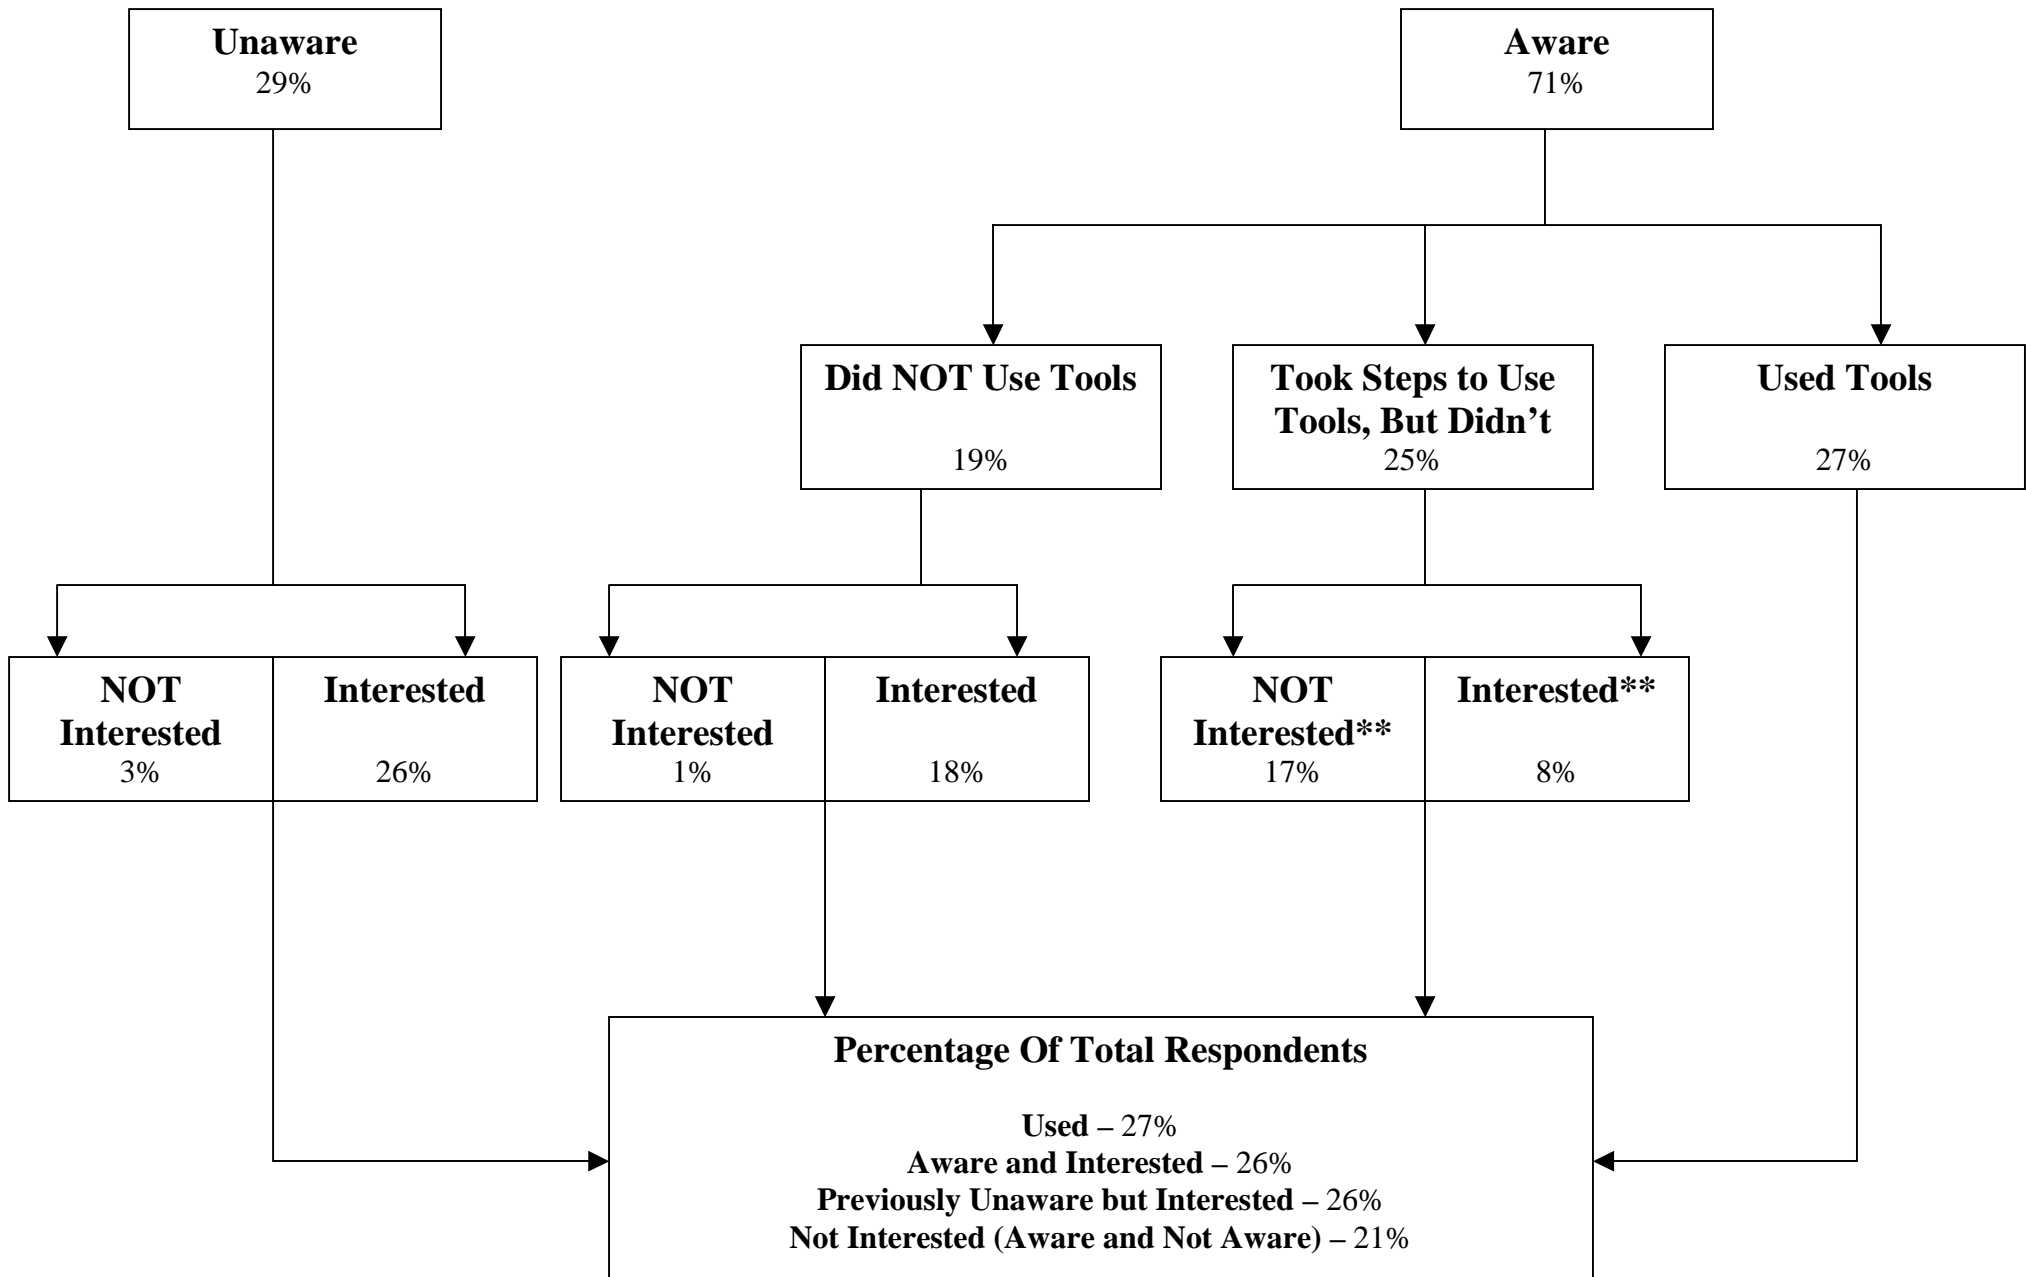 Unaware
29%
Aware
71%
Did NOT Use Tools
19%
Took Steps to Use
Tools, But Didn’t
25%
Used Tools
27%
NOT
Interested
3%
Interested
26%
NOT
Interested
1%
Interested
18%
NOT
Interested**
17%
Interested**
8%
Percentage Of Total Respondents
Used – 27%
Aware and Interested – 26%
Previously Unaware but Interested – 26%
Not Interested (Aware and Not Aware) – 21%